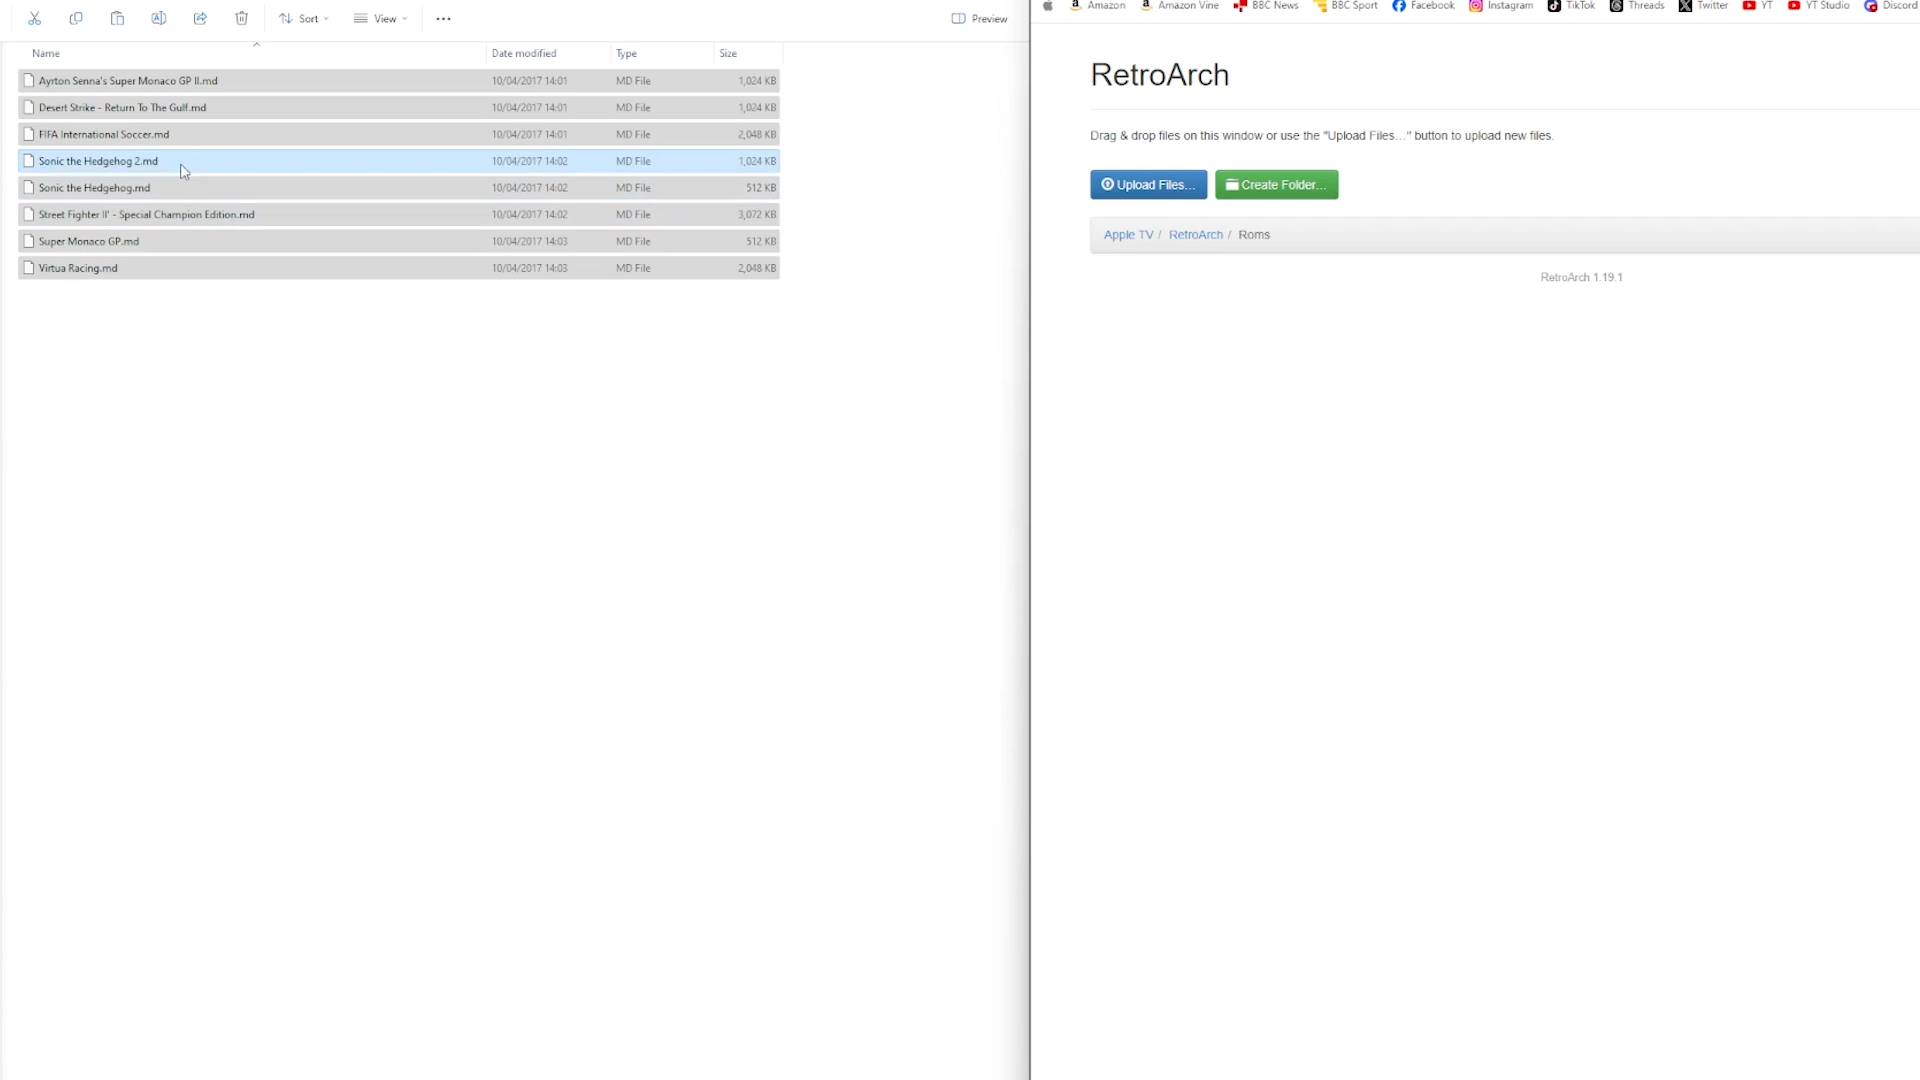 Sort
View
Preview
Name Date modified Type Size
Ayrton Senna's Super Monaco GP II.md 10/04/2017 14:01 MD File 1,024 KB
Desert Strike - Return To The Gulf.md 10/04/2017 14:01 MD File 1,024 KB
FIFA International Soccer.md 10/04/2017 14:01 MD File 2,048 KB
Sonic the Hedgehog 2.md 10/04/2017 14:02 MD File 1,024 KB
Sonic the Hedgehog.md 10/04/2017 14:02 MD File 512 KB
Street Fighter II' - Special Champion Edition.md 10/04/2017 14:02 MD File 3,072 KB
Super Monaco GP.md 10/04/2017 14:03 MD File 512 KB
Virtua Racing.md 10/04/2017 14:03 MD File 2,048 KB
Amazon Amazon Vine BBC News BBC Sport Facebook Instagram TikTok Threads Twitter YT YT Studio Discord
RetroArch
Drag & drop files on this window or use the "Upload Files…" button to upload new files.
Upload Files… Create Folder…
Apple TV / RetroArch / Roms
RetroArch 1.19.1